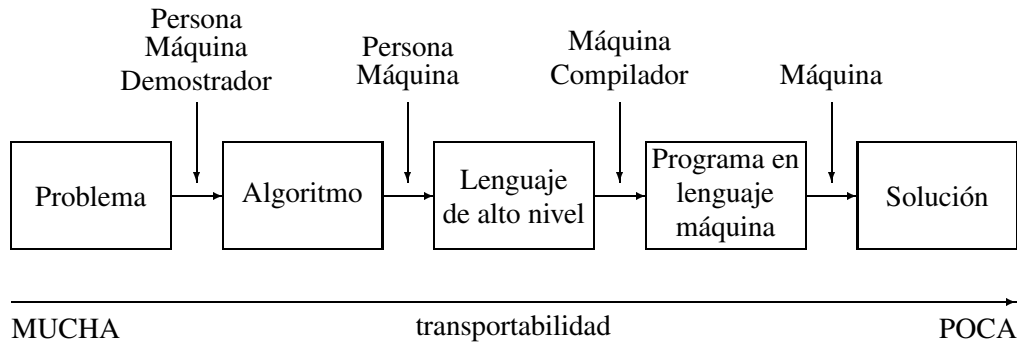 Persona
Máquina
Demostrador
Persona
Máquina
Máquina
Compilador
Máquina
Problema
Algoritmo
Lenguaje
de alto nivel
Programa en
lenguaje
máquina
Solución
MUCHA
transportabilidad
POCA